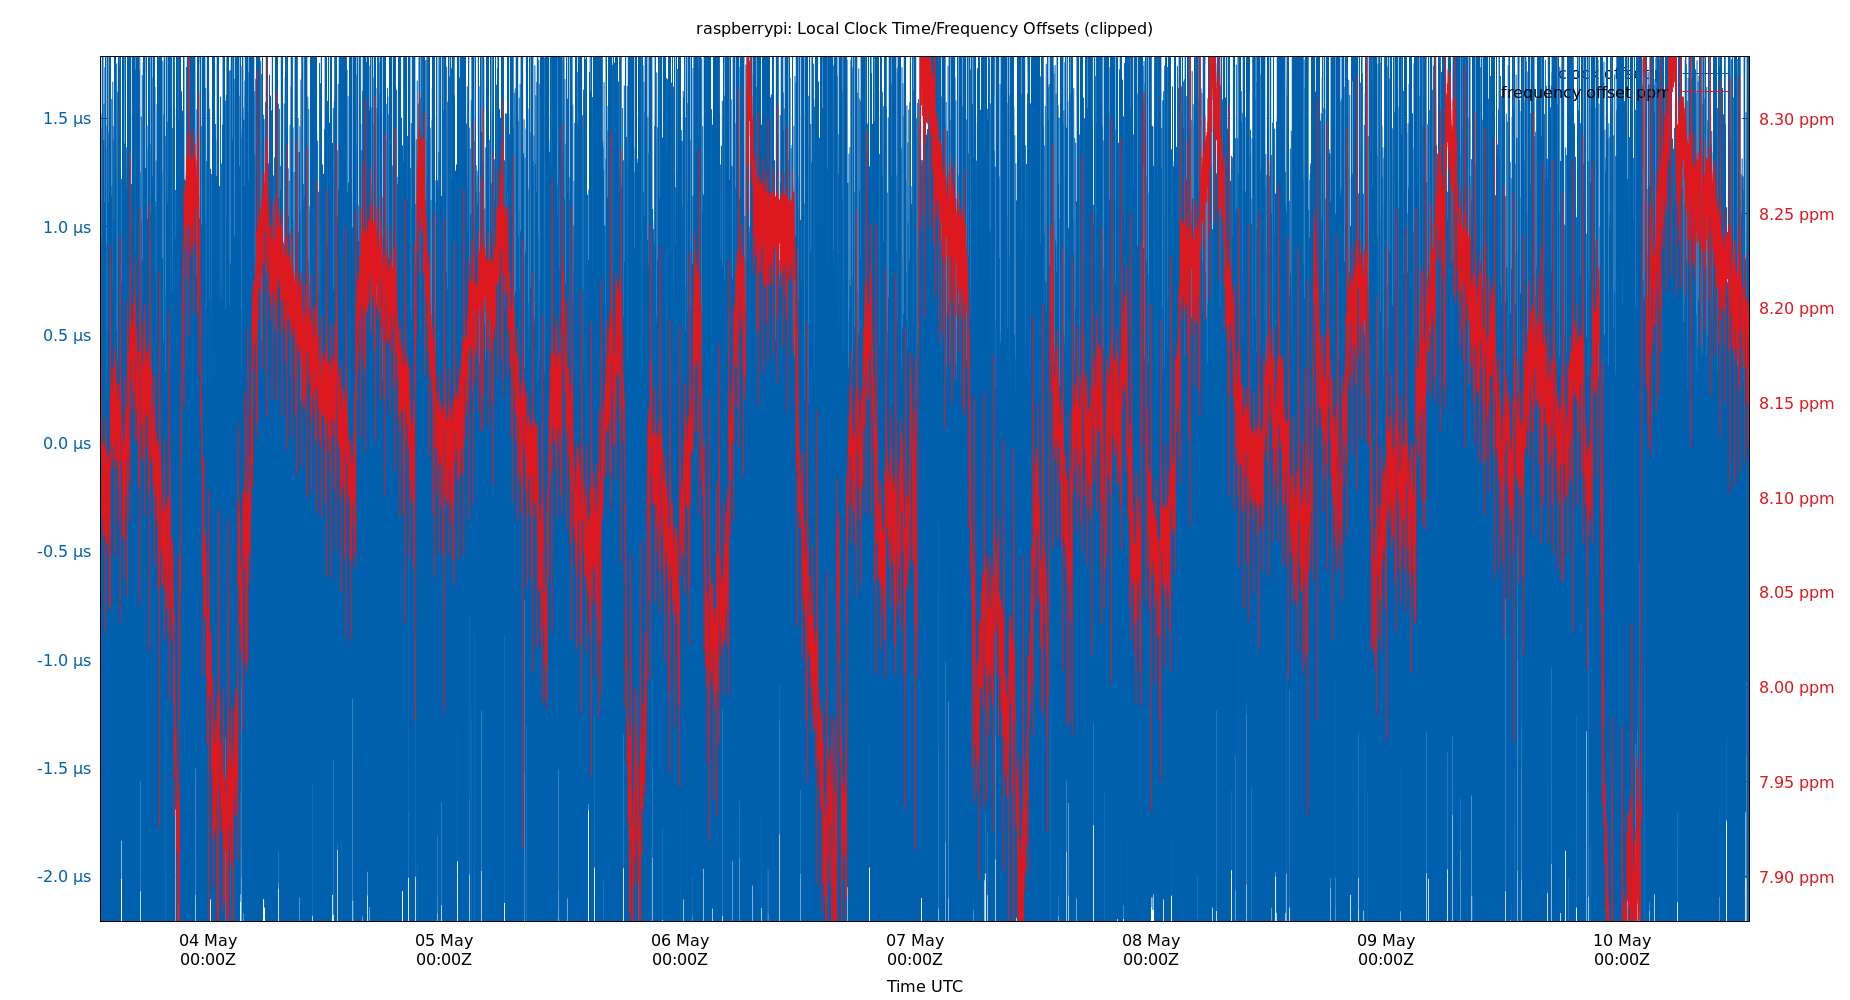 raspberrypi: Local Clock Time/Frequency Offsets (clipped)
clock offset
frequency offset ppm
1.5 µs
1.0 µs
0.5 µs
0.0 µs
-0.5 µs
-1.0 µs
-1.5 µs
-2.0 µs
8.30 ppm
8.25 ppm
8.20 ppm
8.15 ppm
8.10 ppm
8.05 ppm
8.00 ppm
7.95 ppm
7.90 ppm
04 May
00:00Z
05 May
00:00Z
06 May
00:00Z
07 May
00:00Z
08 May
00:00Z
09 May
00:00Z
10 May
00:00Z
Time UTC